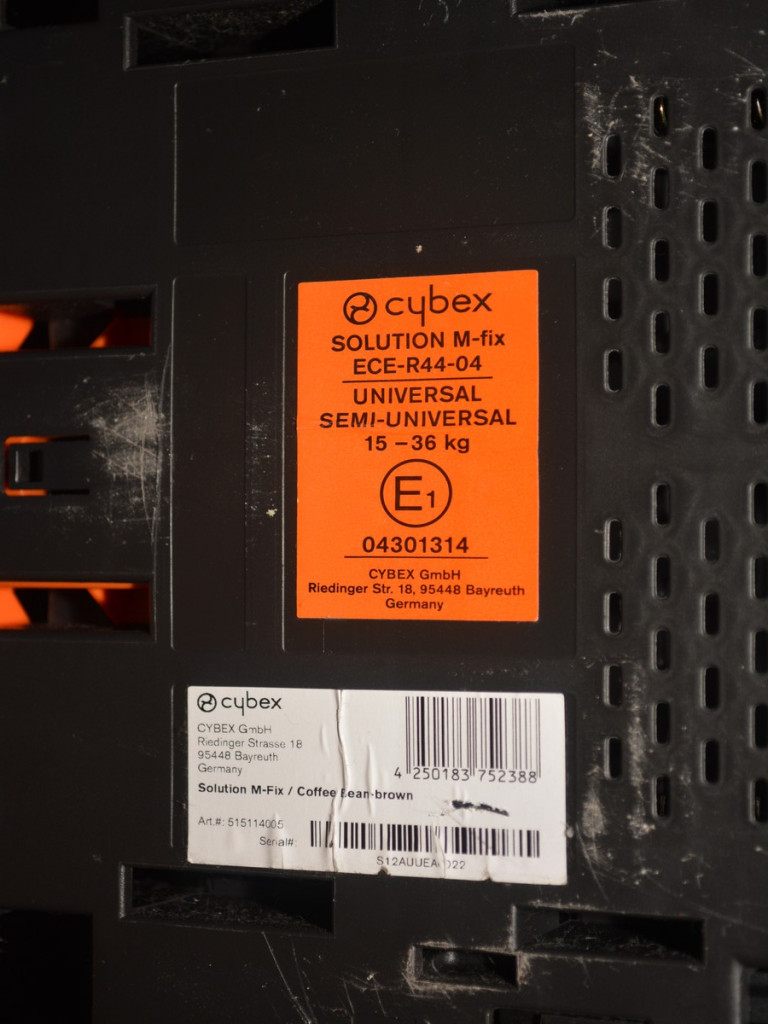 cybex
SOLUTION M-fix
ECE-R44-04
UNIVERSAL
SEMI-UNIVERSAL
15 – 36 kg
E1
04301314
CYBEX GmbH
Riedinger Str. 18, 95448 Bayreuth
Germany
cybex
CYBEX GmbH
Riedinger Strasse 18
95448 Bayreuth
Germany
4 250183 752388
Solution M-Fix / Coffee Bean-brown
Art.#: 515114005
Serial#: